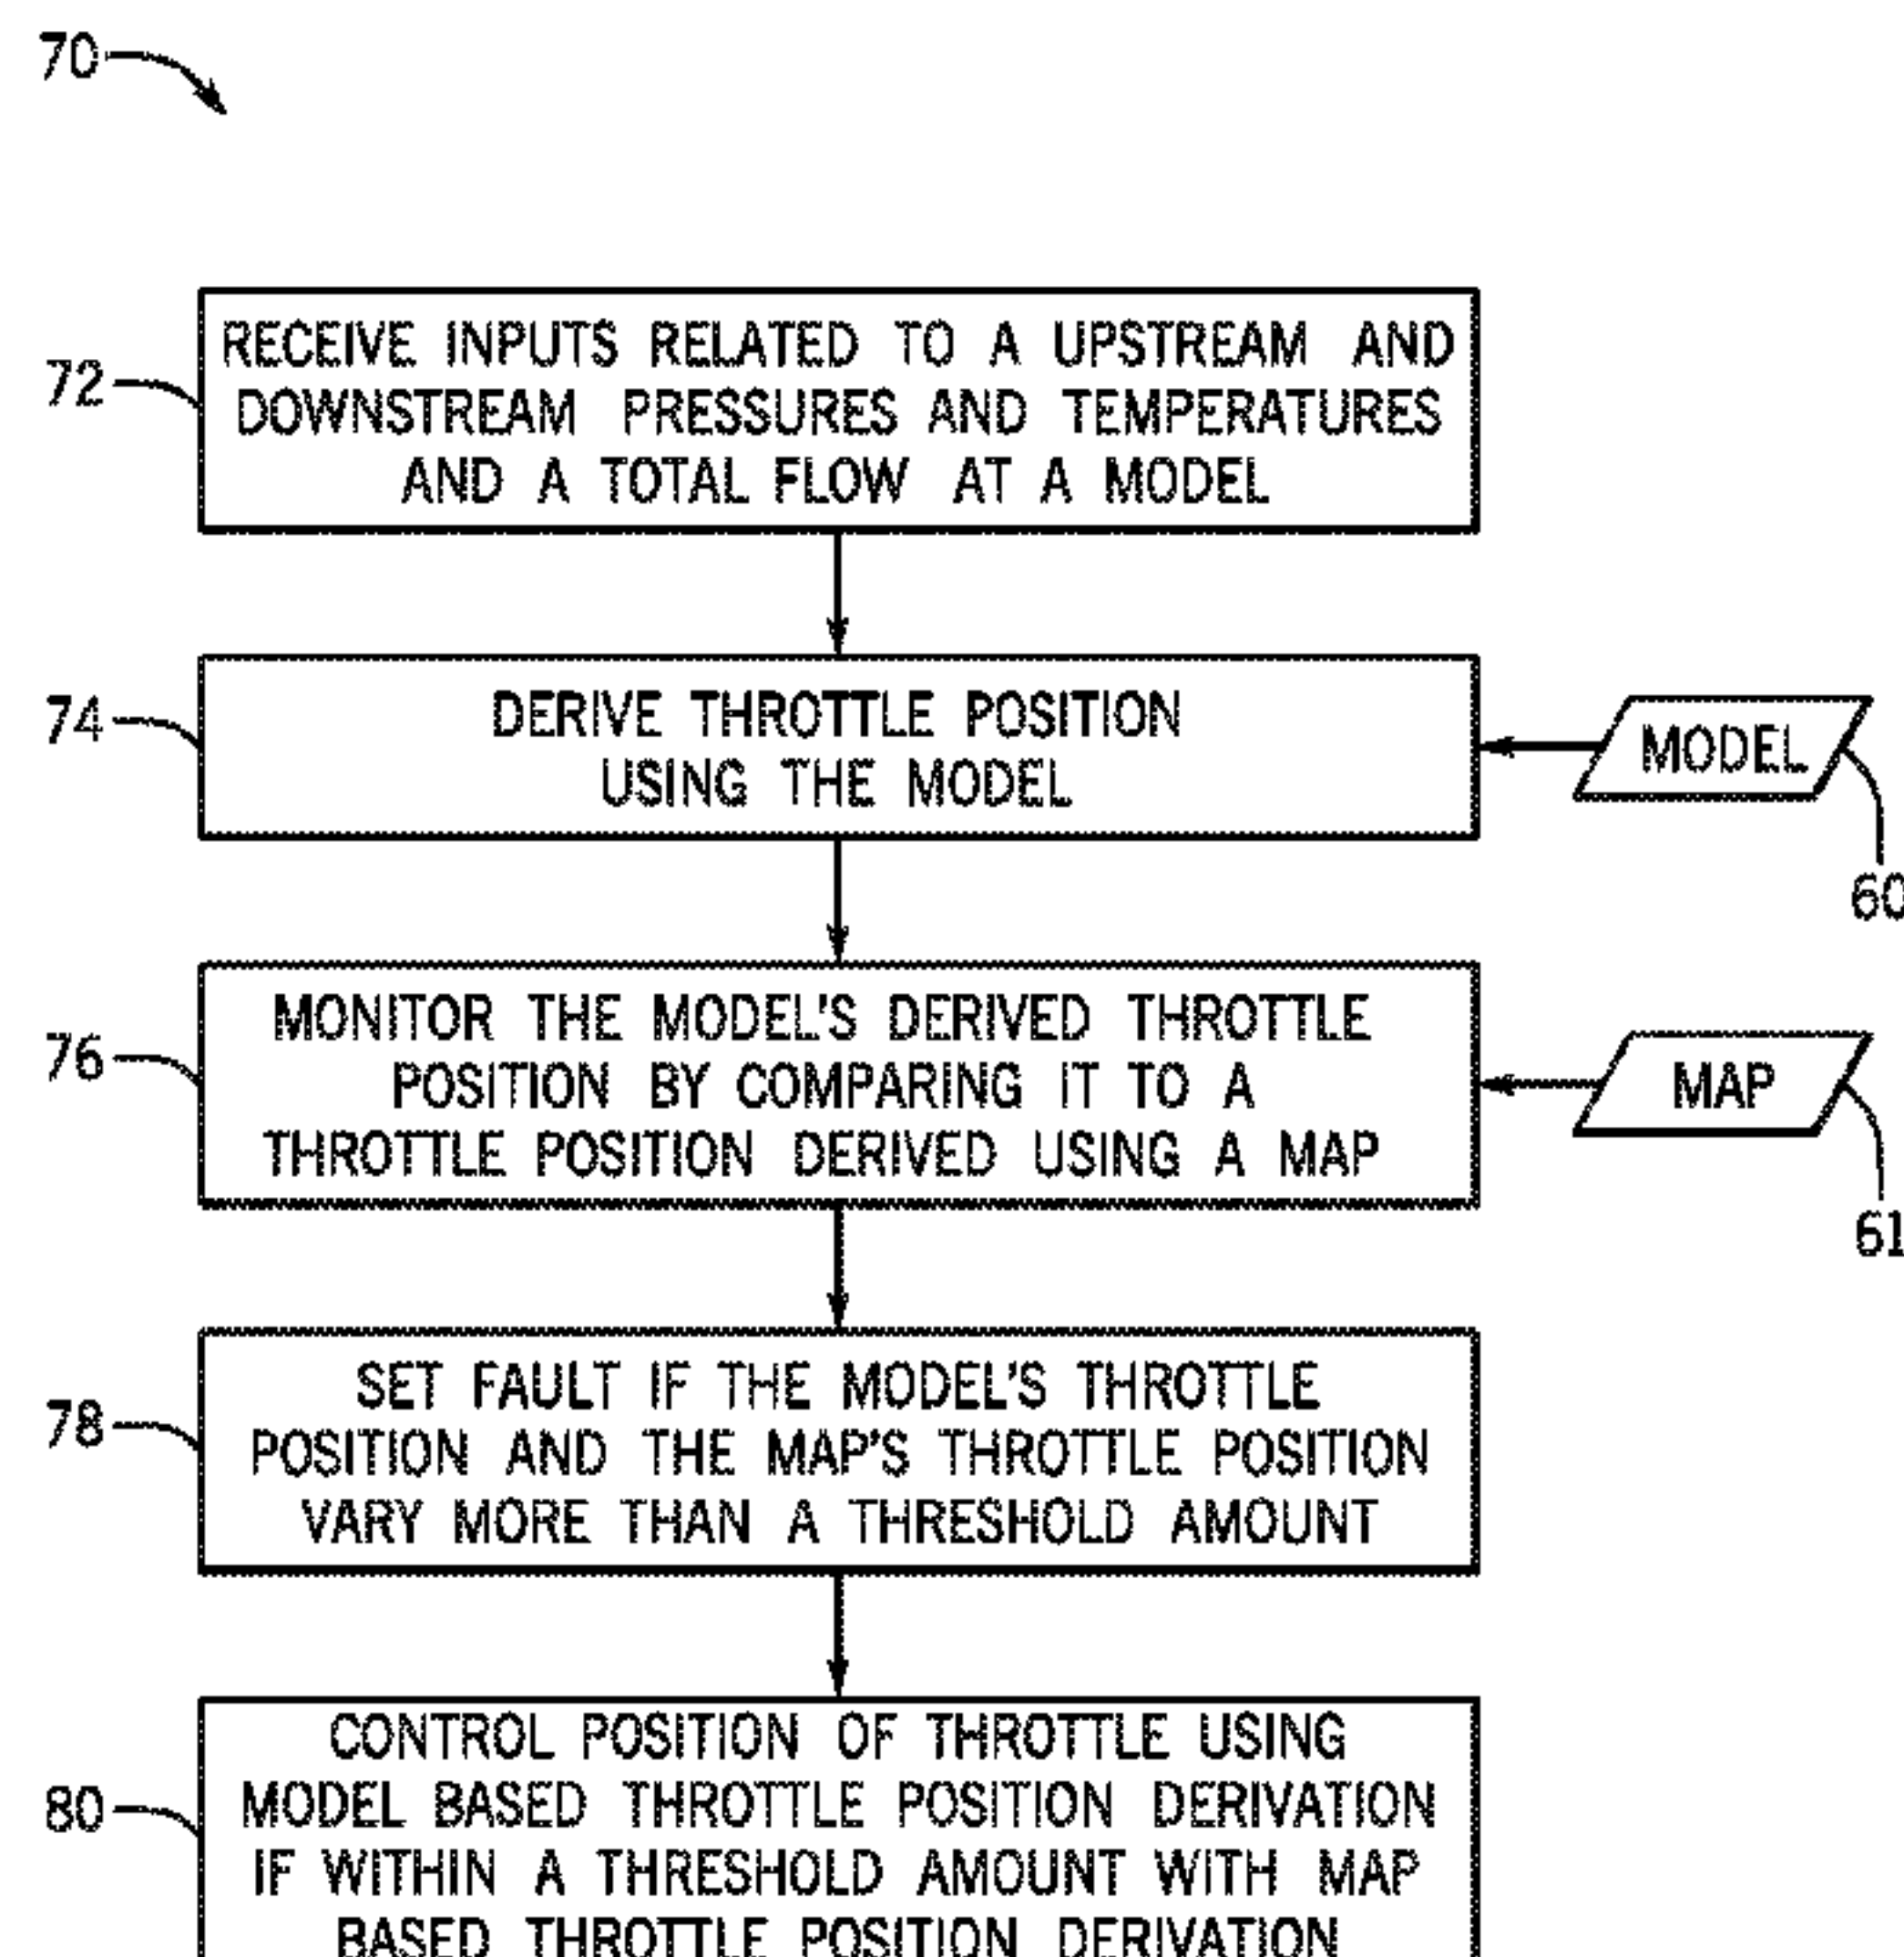 70
72
RECEIVE INPUTS RELATED TO A UPSTREAM AND
DOWNSTREAM PRESSURES AND TEMPERATURES
AND A TOTAL FLOW AT A MODEL
74
DERIVE THROTTLE POSITION
USING THE MODEL
MODEL
60
76
MONITOR THE MODEL'S DERIVED THROTTLE
POSITION BY COMPARING IT TO A
THROTTLE POSITION DERIVED USING A MAP
MAP
61
78
SET FAULT IF THE MODEL'S THROTTLE
POSITION AND THE MAP'S THROTTLE POSITION
VARY MORE THAN A THRESHOLD AMOUNT
80
CONTROL POSITION OF THROTTLE USING
MODEL BASED THROTTLE POSITION DERIVATION
IF WITHIN A THRESHOLD AMOUNT WITH MAP
BASED THROTTLE POSITION DERIVATION